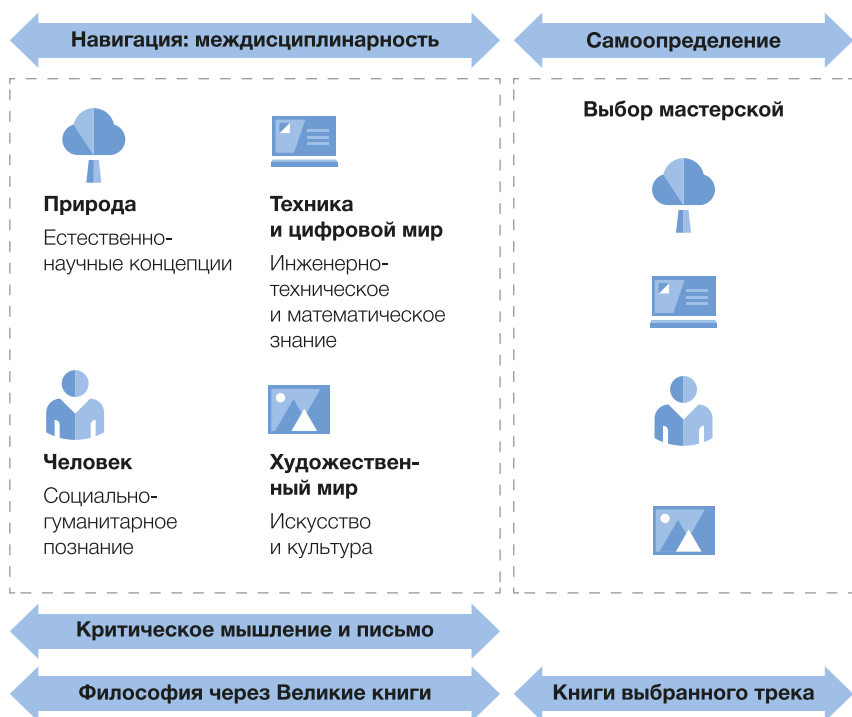 Навигация: междисциплинарность
Самоопределение
Выбор мастерской
Природа
Естественно-
научные концепции
Техника
и цифровой мир
Инженерно-
техническое
и математическое
знание
Человек
Социально-
гуманитарное
познание
Художествен-
ный мир
Искусство
и культура
Критическое мышление и письмо
Философия через Великие книги
Книги выбранного трека